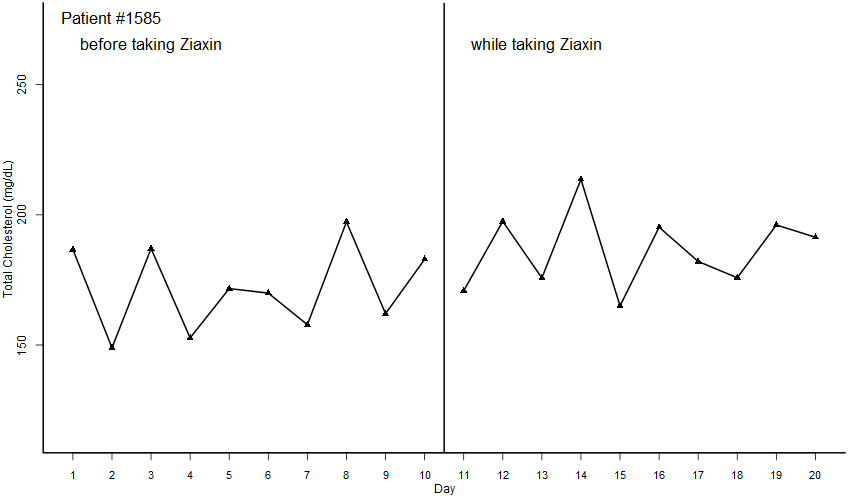 Patient #1585
before taking Ziaxin
while taking Ziaxin
Total Cholesterol (mg/dL)
250
200
150
1 2 3 4 5 6 7 8 9 10 11 12 13 14 15 16 17 18 19 20
Day